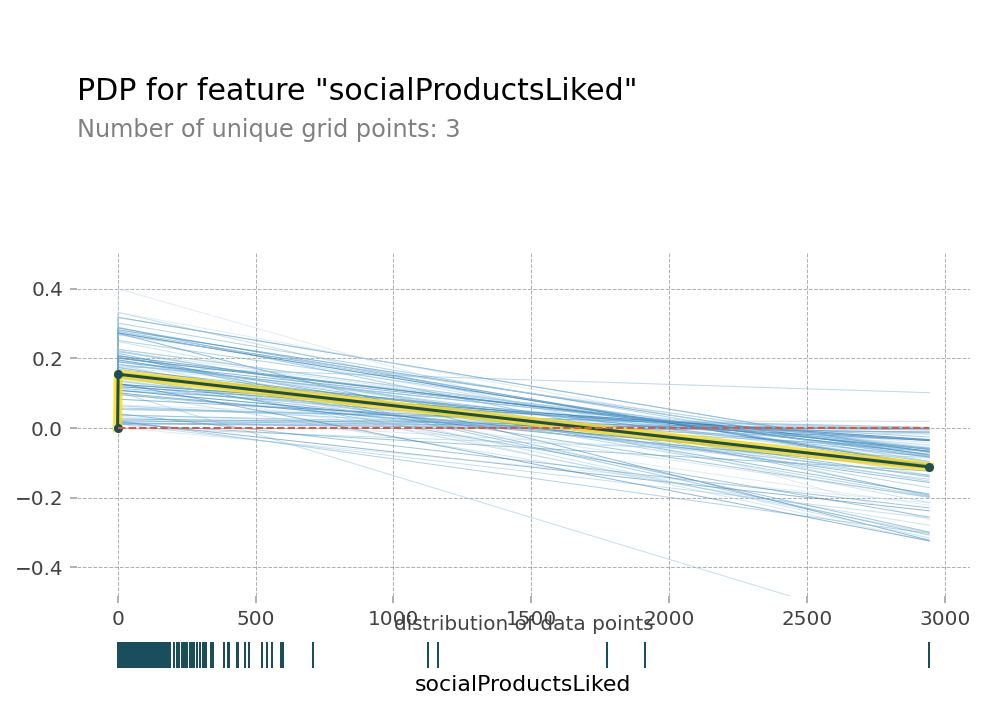 PDP for feature "socialProductsLiked"
Number of unique grid points: 3
0.4
0.2
0.0
−0.2
−0.4
0 500 1000 1500 2000 2500 3000
distribution of data points
socialProductsLiked